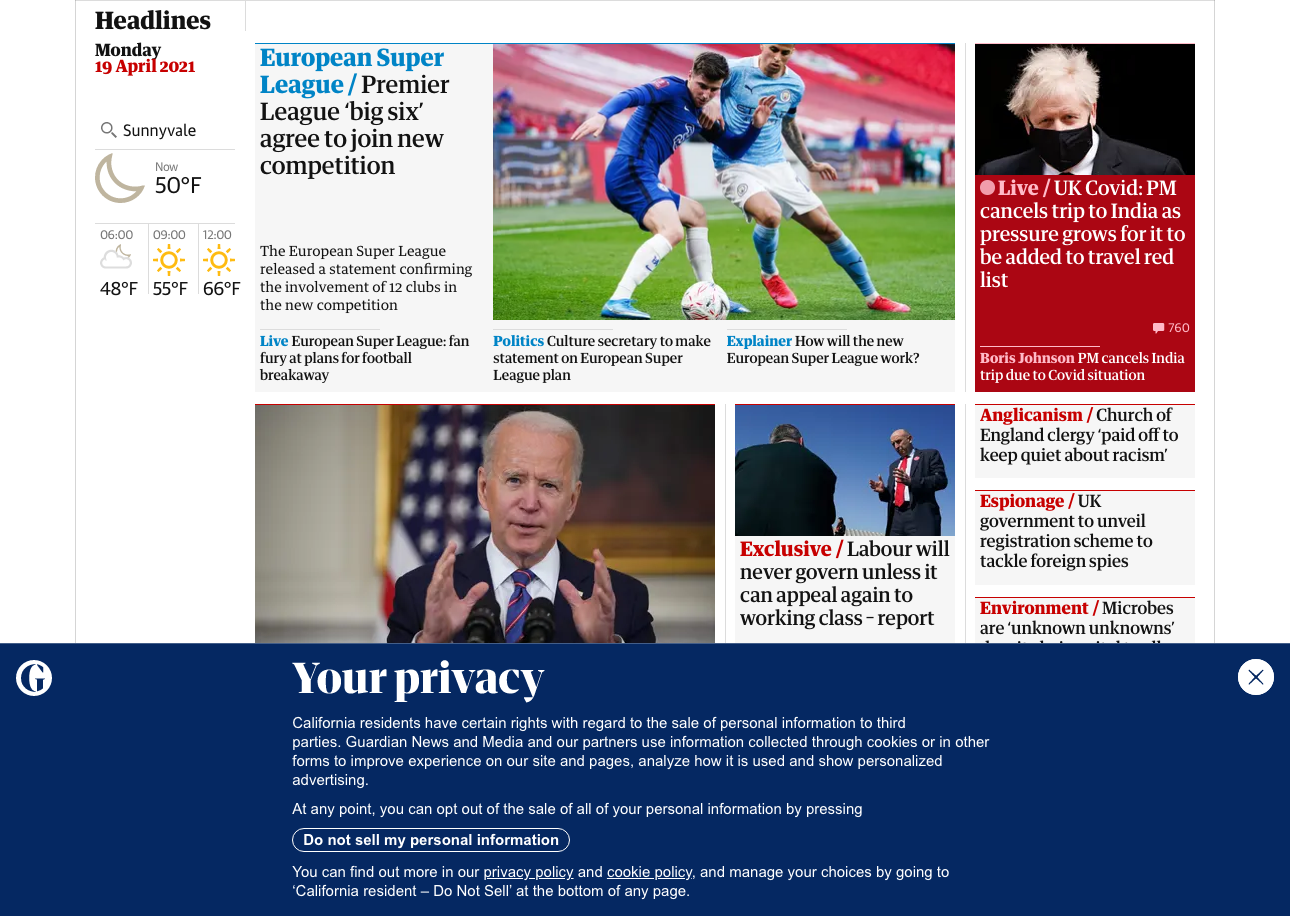 Headlines
Monday
19 April 2021
Sunnyvale
Now
50°F
06:00
09:00
12:00
48°F
55°F
66°F
European Super
League / Premier
League ‘big six’
agree to join new
competition
The European Super League
released a statement confirming
the involvement of 12 clubs in
the new competition
Live European Super League: fan
fury at plans for football
breakaway
Politics Culture secretary to make
statement on European Super
League plan
Explainer How will the new
European Super League work?
Live / UK Covid: PM
cancels trip to India as
pressure grows for it to
be added to travel red
list
760
Boris Johnson PM cancels India
trip due to Covid situation
Exclusive / Labour will
never govern unless it
can appeal again to
working class – report
Anglicanism / Church of
England clergy ‘paid off to
keep quiet about racism’
Espionage / UK
government to unveil
registration scheme to
tackle foreign spies
Environment / Microbes
are ‘unknown unknowns’
Your privacy
California residents have certain rights with regard to the sale of personal information to third
parties. Guardian News and Media and our partners use information collected through cookies or in other
forms to improve experience on our site and pages, analyze how it is used and show personalized
advertising.
At any point, you can opt out of the sale of all of your personal information by pressing
Do not sell my personal information
You can find out more in our privacy policy and cookie policy, and manage your choices by going to
‘California resident – Do Not Sell’ at the bottom of any page.